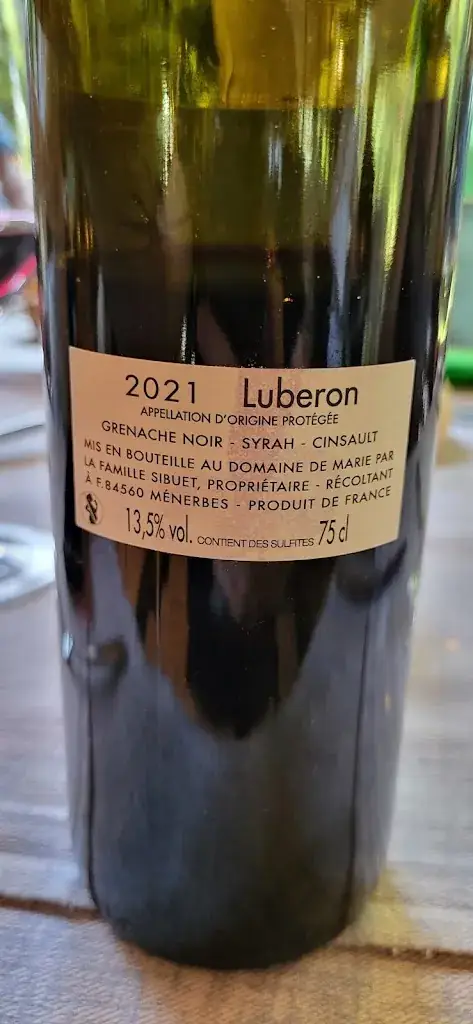 2021 Luberon
APPELLATION D'ORIGINE PROTÉGÉE
GRENACHE NOIR - SYRAH - CINSAULT
MIS EN BOUTEILLE AU DOMAINE DE MARIE PAR
LA FAMILLE SIBUET, PROPRIÉTAIRE - RÉCOLTANT
À F.84560 MÉNERBES - PRODUIT DE FRANCE
13,5% vol. CONTIENT DES SULFITES 75 cl